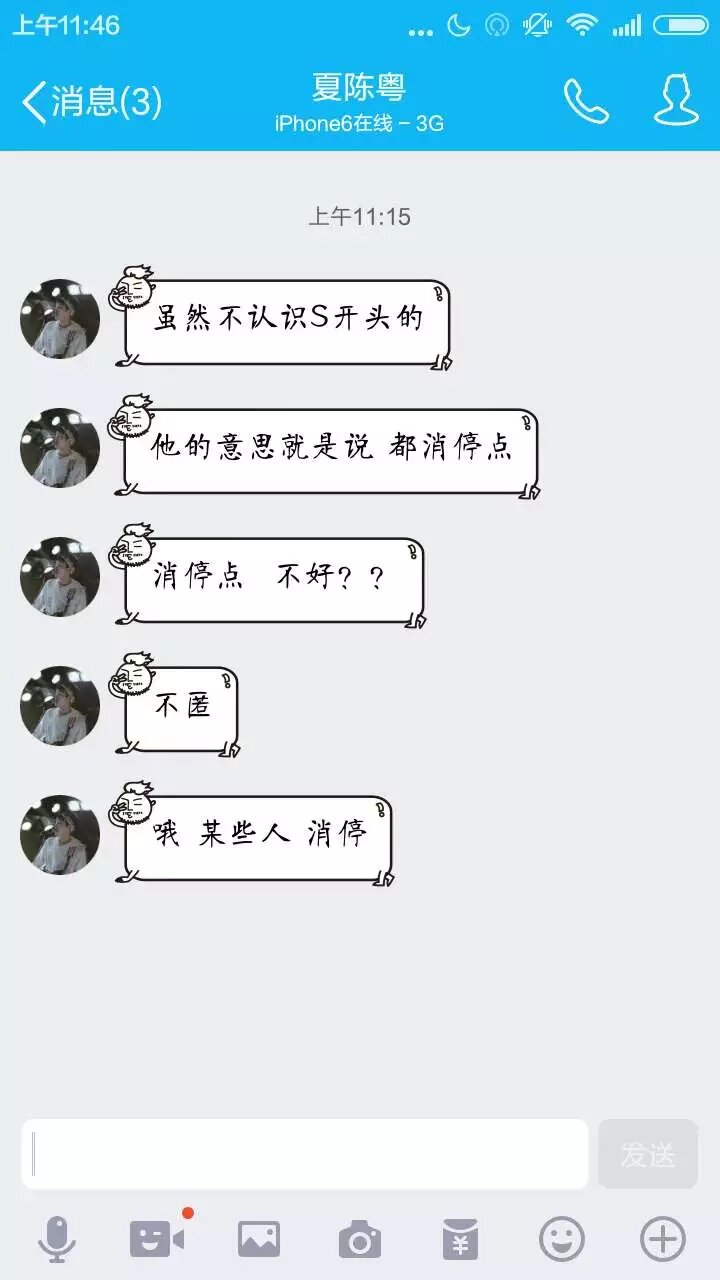 上午11:46
消息(3)
夏陈粤
iPhone6在线 - 3G
上午11:15
虽然不认识S开头的
他的意思就是说 都消停点
消停点 不好？？
不匿
哦 某些人 消停
发送